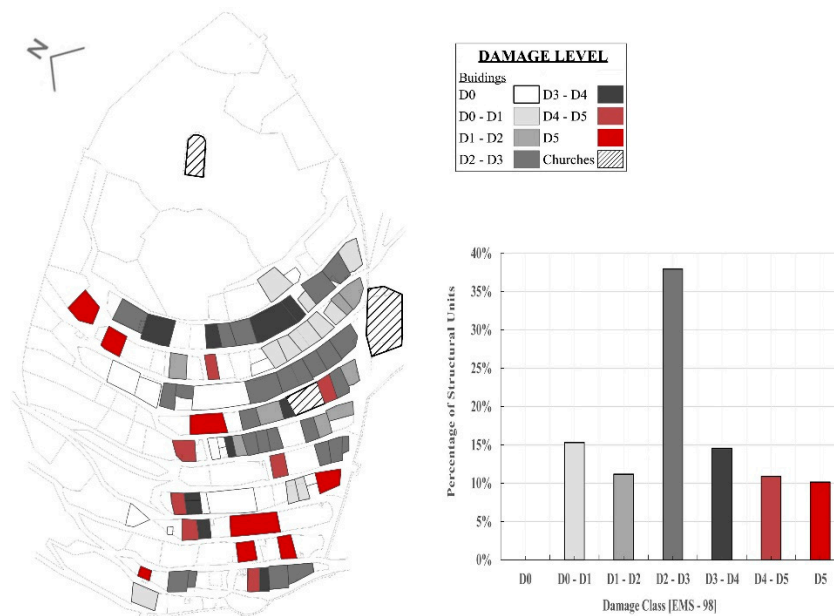 N
DAMAGE LEVEL
Buidings
D0 D3 - D4
D0 - D1 D4 - D5
D1 - D2 D5
D2 - D3 Churches
40%
35%
30%
25%
20%
15%
10%
5%
0%
Percentage of Structural Units
D0 D0 - D1 D1 - D2 D2 - D3 D3 - D4 D4 - D5 D5
Damage Class [EMS - 98]